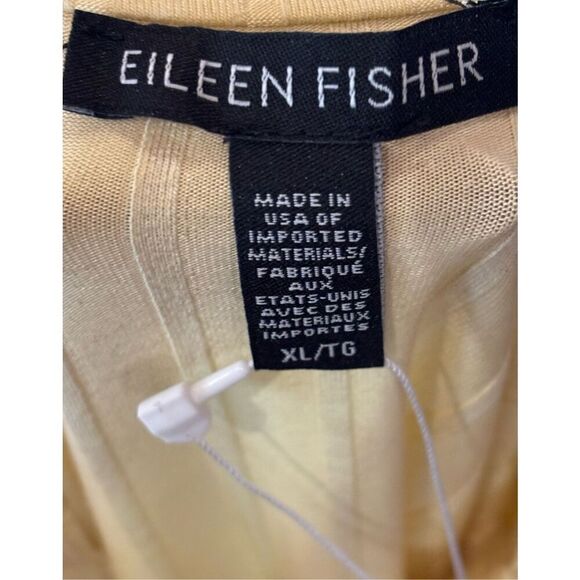 EILEEN FISHER
MADE IN
USA OF
IMPORTED
MATERIALS/
FABRIQUÉ
AUX
ETATS-UNIS
AVEC DES
MATERIAUX
IMPORTES
XL/TG